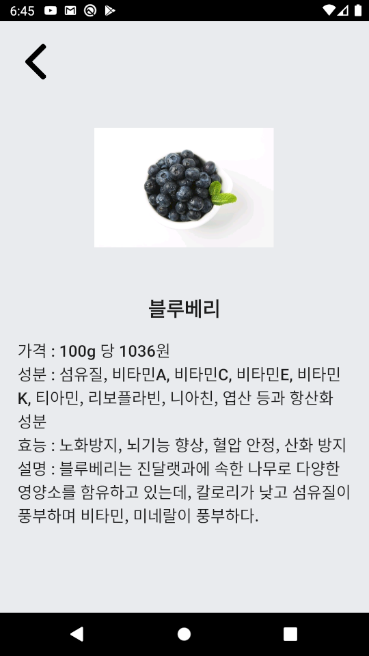 6:45
블루베리
가격 : 100g 당 1036원
성분 : 섬유질, 비타민A, 비타민C, 비타민E, 비타민
K, 티아민, 리보플라빈, 니아친, 엽산 등과 항산화
성분
효능 : 노화방지, 뇌기능 향상, 혈압 안정, 산화 방지
설명 : 블루베리는 진달랫과에 속한 나무로 다양한
영양소를 함유하고 있는데, 칼로리가 낮고 섬유질이
풍부하며 비타민, 미네랄이 풍부하다.